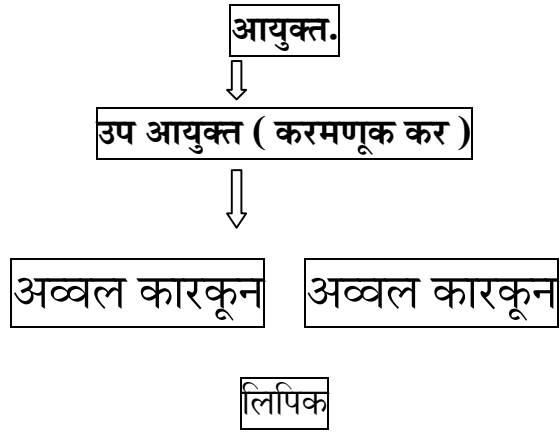 आयुक्त.
उप आयुक्त ( करमणूक कर )
अव्वल कारकून अव्वल कारकून
लिपिक